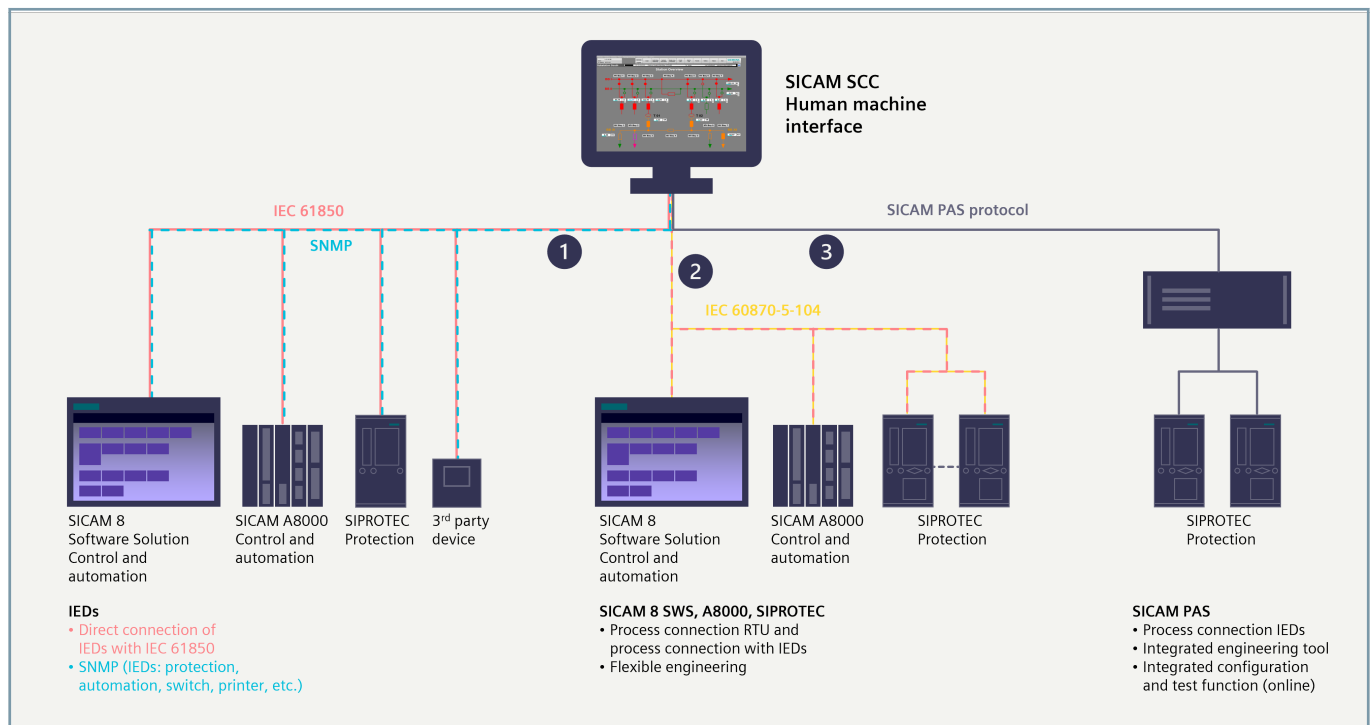 SICAM SCC
Human machine
interface
IEC 61850
SNMP
SICAM PAS protocol
1
2
3
IEC 60870-5-104
SICAM 8
Software Solution
Control and
automation
SICAM A8000
Control and
automation
SIPROTEC
Protection
3rd party
device
SICAM 8
Software Solution
Control and
automation
SICAM A8000
Control and
automation
SIPROTEC
Protection
SIPROTEC
Protection
IEDs
• Direct connection of
IEDs with IEC 61850
• SNMP (IEDs: protection,
automation, switch, printer, etc.)
SICAM 8 SWS, A8000, SIPROTEC
• Process connection RTU and
process connection with IEDs
• Flexible engineering
SICAM PAS
• Process connection IEDs
• Integrated engineering tool
• Integrated configuration
and test function (online)